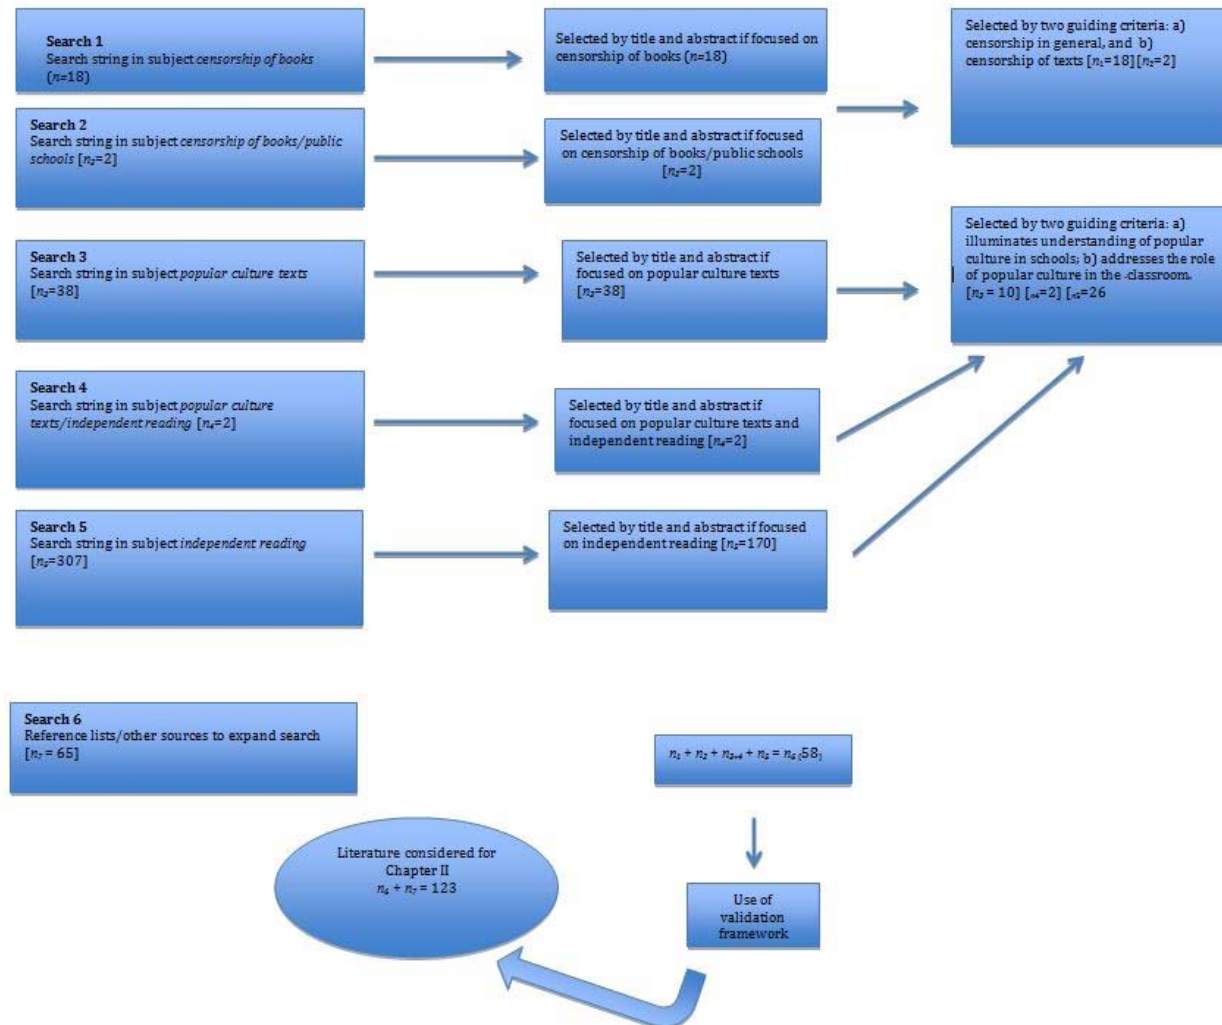 Search 1
Search string in subject censorship of books
(n=18)
Selected by title and abstract if focused on
censorship of books (n=18)
Selected by two guiding criteria: a)
censorship in general, and b)
censorship of texts [n₁=18][n₂=2]
Search 2
Search string in subject censorship of books/public
schools [n₂=2]
Selected by title and abstract if focused
on censorship of books/public schools
[n₂=2]
Search 3
Search string in subject popular culture texts
[n₃=38]
Selected by title and abstract if
focused on popular culture texts
[n₃=38]
Selected by two guiding criteria: a)
illuminates understanding of popular
culture in schools; b) addresses the role
of popular culture in the classroom.
[n₃ = 10] [n₄=2] [n₅=26
Search 4
Search string in subject popular culture
texts/independent reading [n₄=2]
Selected by title and abstract if
focused on popular culture texts and
independent reading [n₄=2]
Search 5
Search string in subject independent reading
[n₅=307]
Selected by title and abstract if focused
on independent reading [n₅=170]
Search 6
Reference lists/other sources to expand search
[n₇ = 65]
n₁ + n₂ + n₃₊₄ + n₅ = n₆ [58]
Literature considered for
Chapter II
n₆ + n₇ = 123
Use of
validation
framework